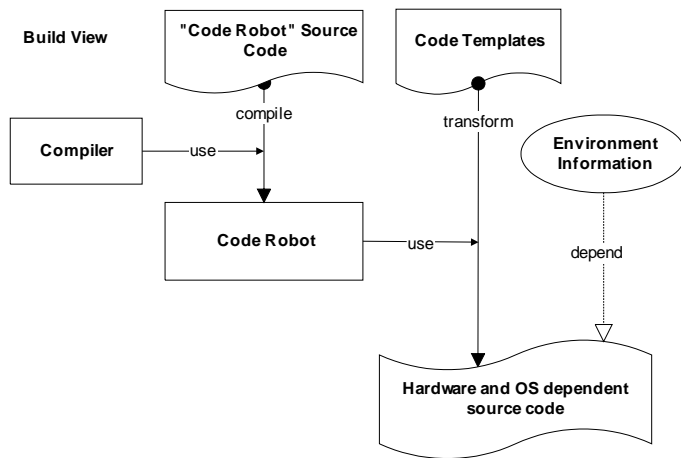 Build View
"Code Robot" Source
Code
Code Templates
compile
transform
Compiler
use
Environment
Information
Code Robot
use
depend
Hardware and OS dependent
source code